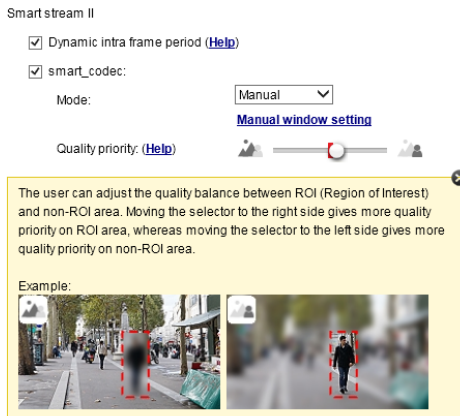 Smart stream II
Dynamic intra frame period (Help)
smart_codec:
Mode:
Manual
Manual window setting
Quality priority: (Help)
The user can adjust the quality balance between ROI (Region of Interest)
and non-ROI area. Moving the selector to the right side gives more quality
priority on ROI area, whereas moving the selector to the left side gives more
quality priority on non-ROI area.
Example: